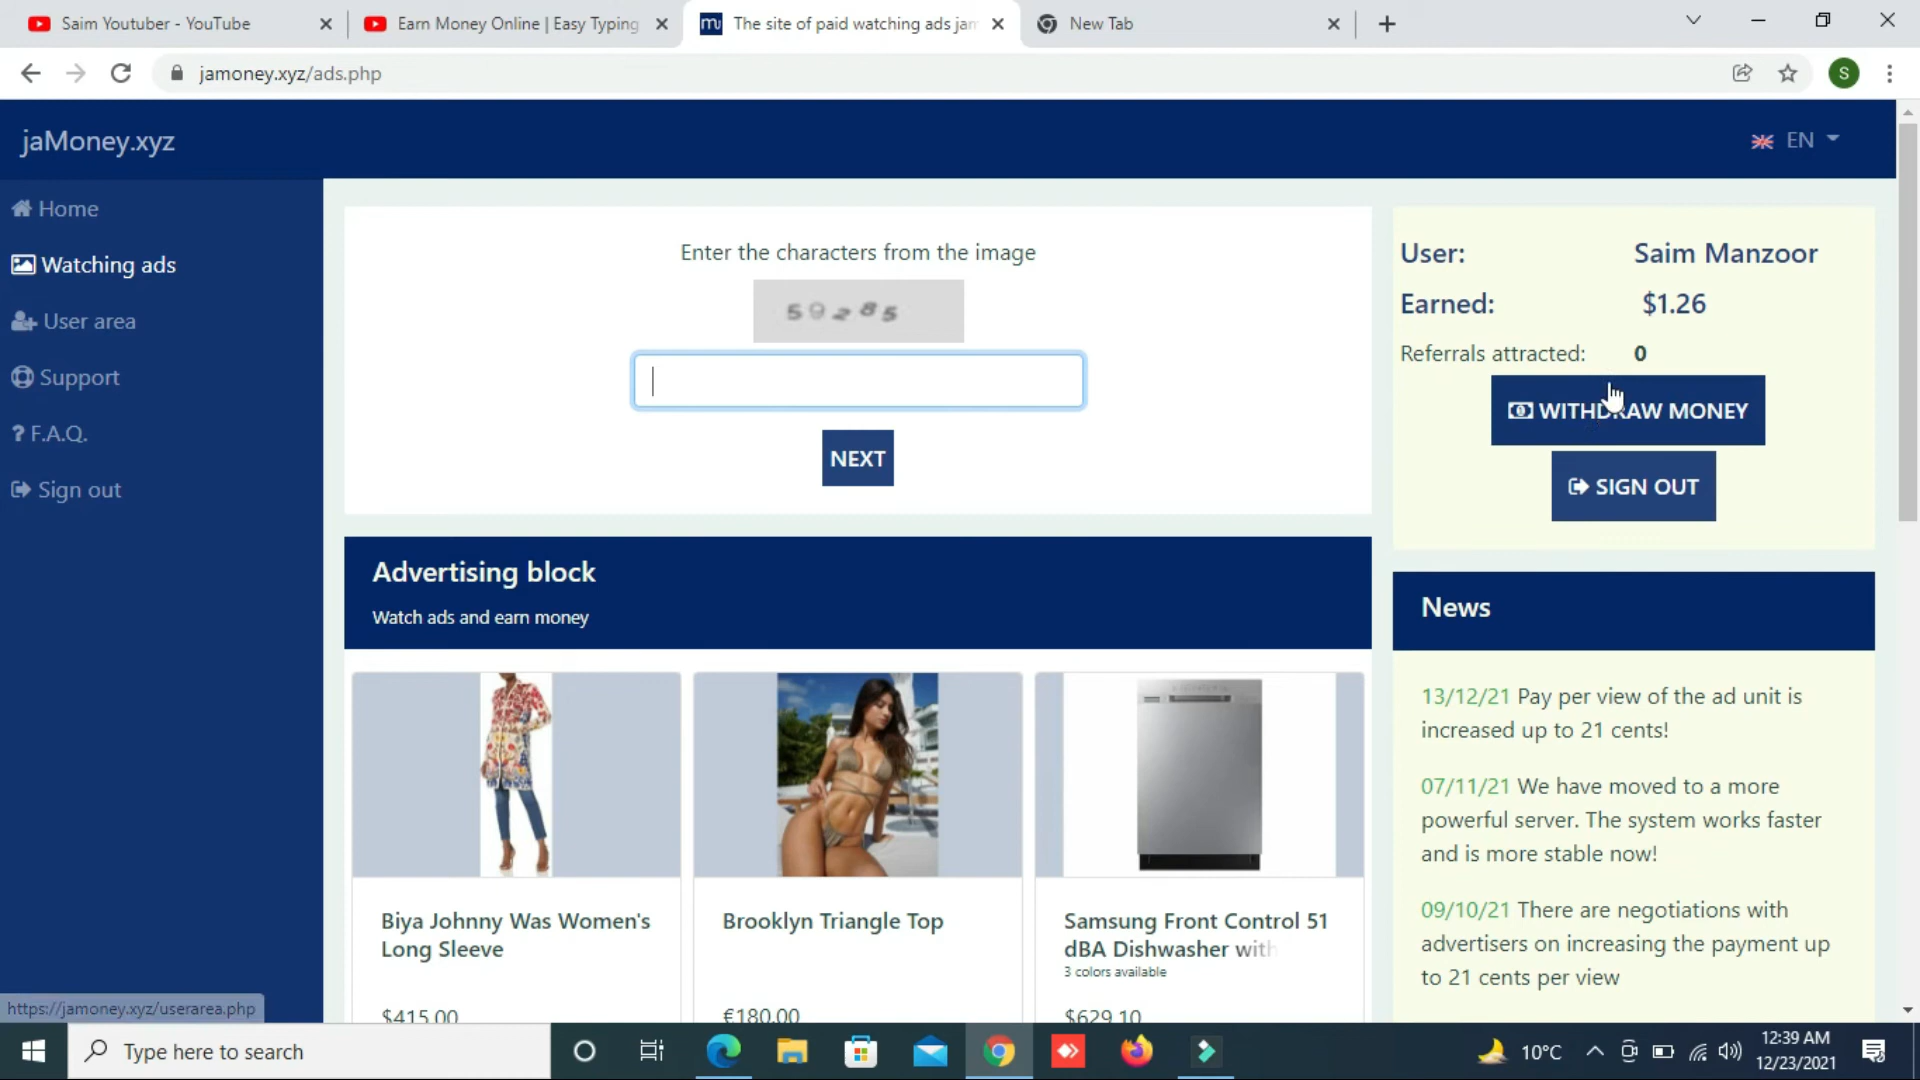 Saim Youtuber - YouTube
Earn Money Online | Easy Typing
The site of paid watching ads jam
New Tab
jamoney.xyz/ads.php
S
jaMoney.xyz
EN
Home
Watching ads
User area
Support
? F.A.Q.
Sign out
Enter the characters from the image
59285
NEXT
User: Saim Manzoor
Earned: $1.26
Referrals attracted: 0
WITHDRAW MONEY
SIGN OUT
Advertising block
Watch ads and earn money
Biya Johnny Was Women's
Long Sleeve
$415.00
Brooklyn Triangle Top
€180.00
Samsung Front Control 51
dBA Dishwasher with
3 colors available
$629.10
News
13/12/21 Pay per view of the ad unit is
increased up to 21 cents!
07/11/21 We have moved to a more
powerful server. The system works faster
and is more stable now!
09/10/21 There are negotiations with
advertisers on increasing the payment up
to 21 cents per view
https://jamoney.xyz/userarea.php
Type here to search
10°C
12:39 AM
12/23/2021